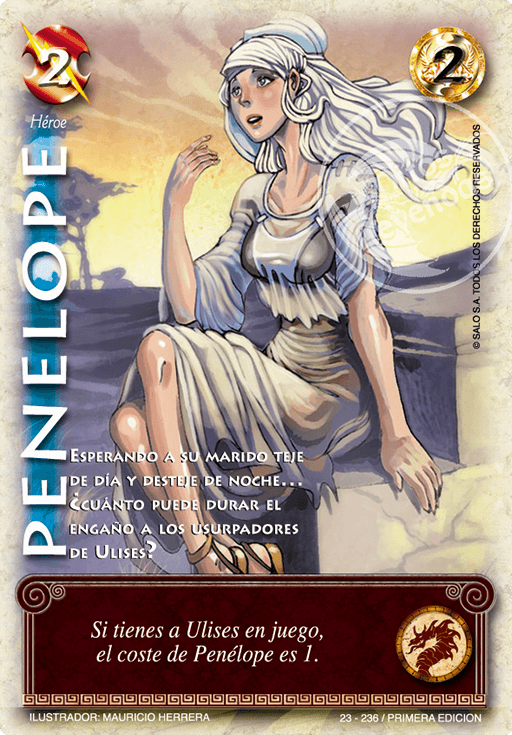 2
2
Héroe
PENELOPE
© SALO S.A. TODOS LOS DERECHOS RESERVADOS
ESPERANDO A SU MARIDO TEJE
DE DÍA Y DESTEJE DE NOCHE...
¿CUÁNTO PUEDE DURAR EL
ENGAÑO A LOS USURPADORES
DE ULISES?
Si tienes a Ulises en juego,
el coste de Penélope es 1.
ILUSTRADOR: MAURICIO HERRERA
23 - 236 / PRIMERA EDICION